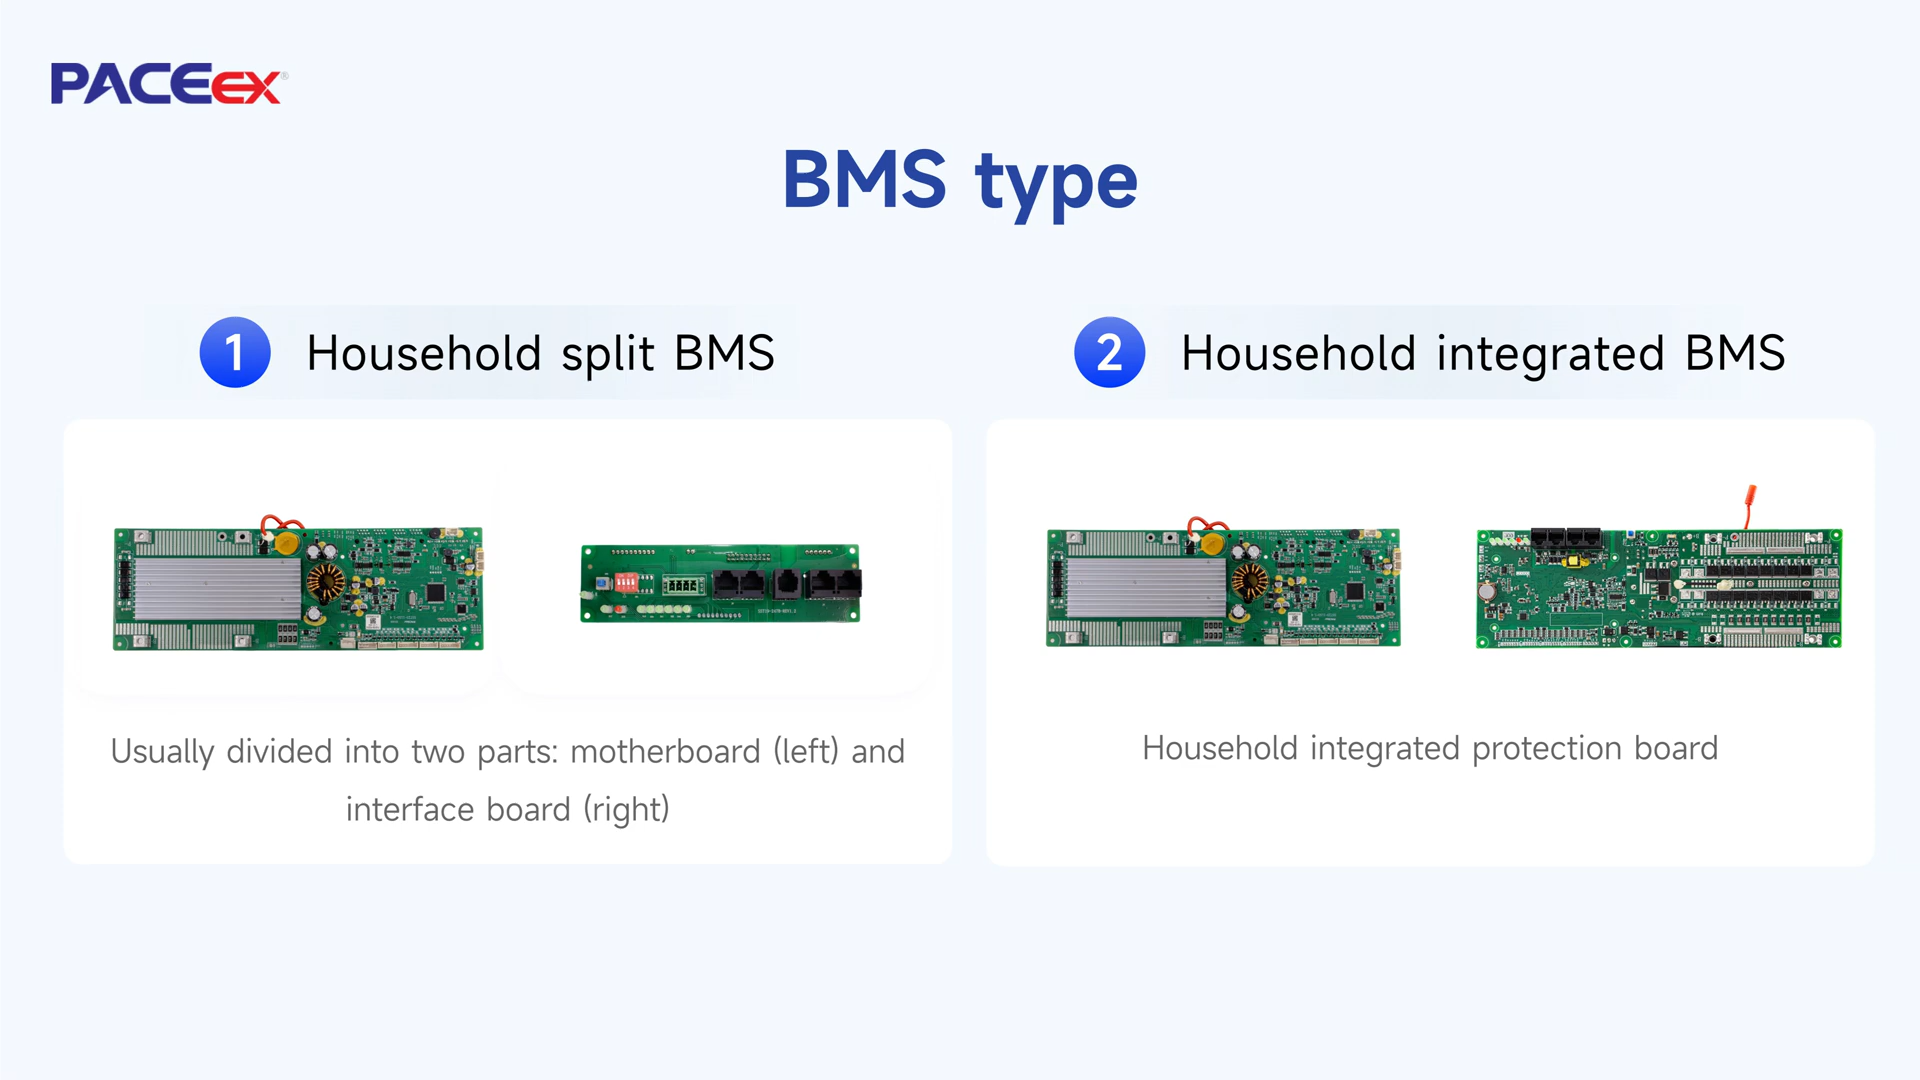 PACEEX®
BMS type
1 Household split BMS
2 Household integrated BMS
Usually divided into two parts: motherboard (left) and
interface board (right)
Household integrated protection board